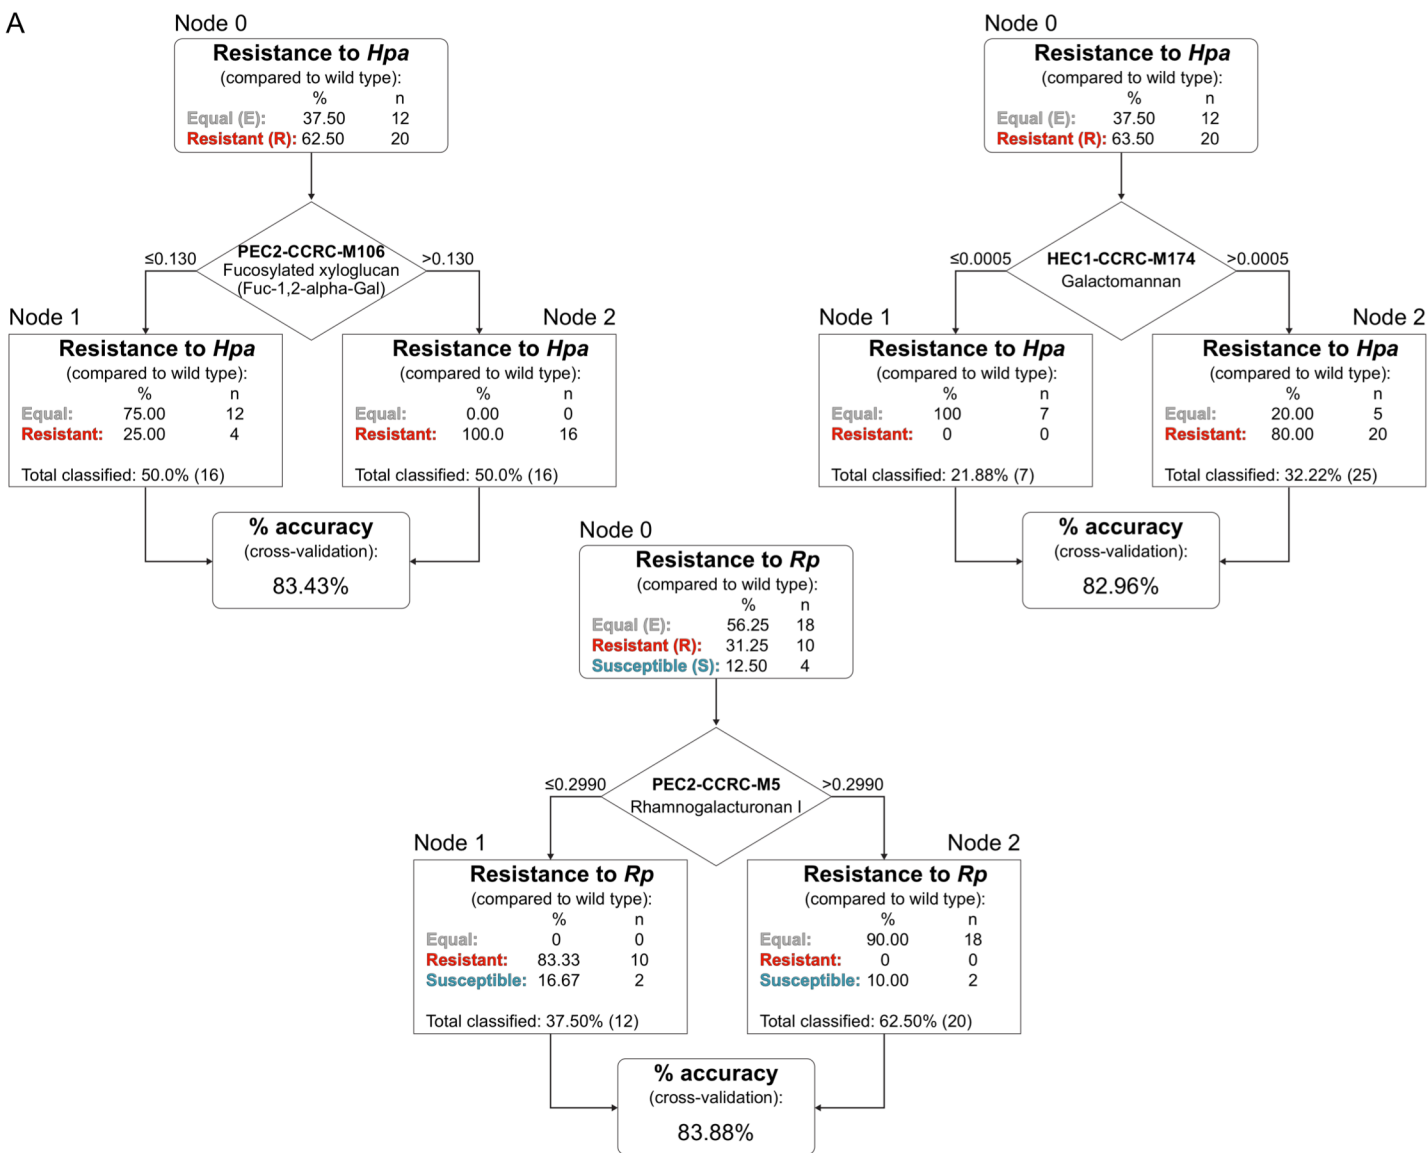 A
Node 0
Resistance to Hpa
(compared to wild type):
% n
Equal (E): 37.50 12
Resistant (R): 62.50 20
PEC2-CCRC-M106
Fucosylated xyloglucan
(Fuc-1,2-alpha-Gal)
≤0.130
>0.130
Node 1
Resistance to Hpa
(compared to wild type):
% n
Equal: 75.00 12
Resistant: 25.00 4
Total classified: 50.0% (16)
Node 2
Resistance to Hpa
(compared to wild type):
% n
Equal: 0.00 0
Resistant: 100.0 16
Total classified: 50.0% (16)
% accuracy
(cross-validation):
83.43%
Node 0
Resistance to Hpa
(compared to wild type):
% n
Equal (E): 37.50 12
Resistant (R): 63.50 20
HEC1-CCRC-M174
Galactomannan
≤0.0005
>0.0005
Node 1
Resistance to Hpa
(compared to wild type):
% n
Equal: 100 7
Resistant: 0 0
Total classified: 21.88% (7)
Node 2
Resistance to Hpa
(compared to wild type):
% n
Equal: 20.00 5
Resistant: 80.00 20
Total classified: 32.22% (25)
% accuracy
(cross-validation):
82.96%
Node 0
Resistance to Rp
(compared to wild type):
% n
Equal (E): 56.25 18
Resistant (R): 31.25 10
Susceptible (S): 12.50 4
PEC2-CCRC-M5
Rhamnogalacturonan I
≤0.2990
>0.2990
Node 1
Resistance to Rp
(compared to wild type):
% n
Equal: 0 0
Resistant: 83.33 10
Susceptible: 16.67 2
Total classified: 37.50% (12)
Node 2
Resistance to Rp
(compared to wild type):
% n
Equal: 90.00 18
Resistant: 0 0
Susceptible: 10.00 2
Total classified: 62.50% (20)
% accuracy
(cross-validation):
83.88%